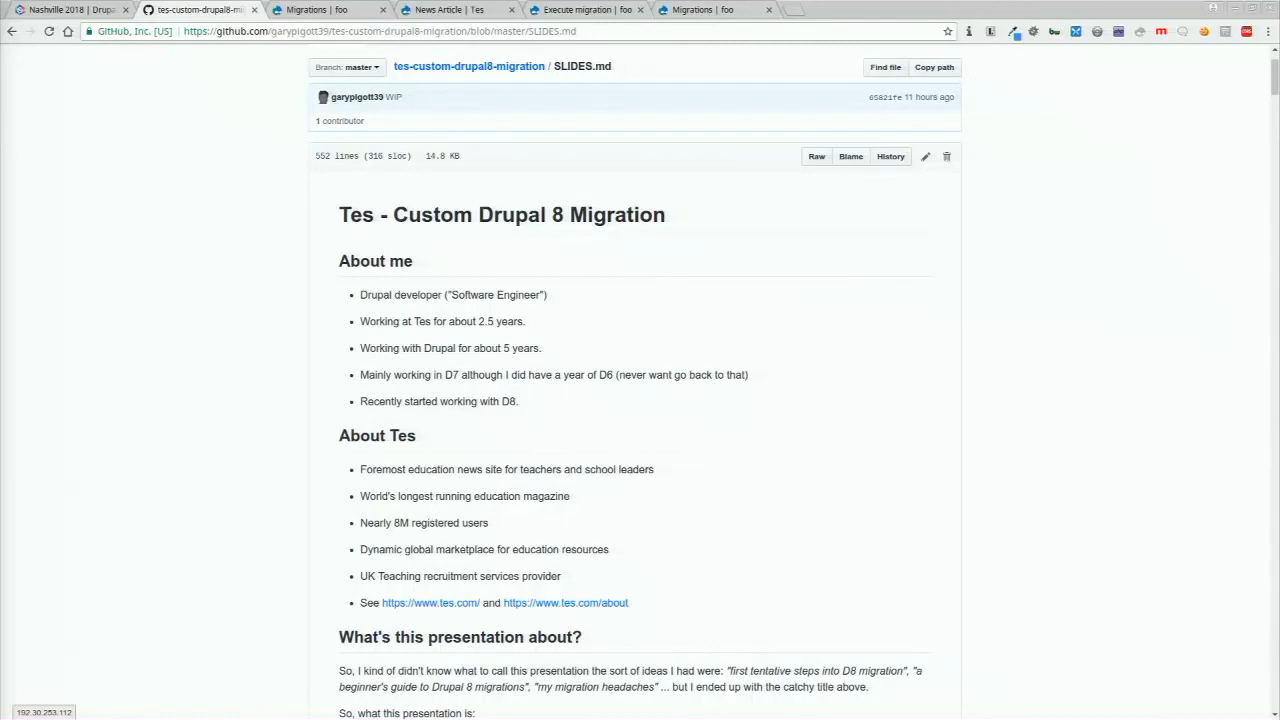 Nashville 2018 | Drupa
tes-custom-drupal8-mi
Migrations | foo
News Article | Tes
Execute migration | foo
Migrations | foo
GitHub, Inc. [US]
https://github.com/garypigott39/tes-custom-drupal8-migration/blob/master/SLIDES.md
Branch: master
tes-custom-drupal8-migration / SLIDES.md
Find file
Copy path
garypigott39 WIP
65821fe 11 hours ago
1 contributor
552 lines (316 sloc)
14.8 KB
Raw
Blame
History
Tes - Custom Drupal 8 Migration
About me
• Drupal developer ("Software Engineer")
• Working at Tes for about 2.5 years.
• Working with Drupal for about 5 years.
• Mainly working in D7 although I did have a year of D6 (never want go back to that)
• Recently started working with D8.
About Tes
• Foremost education news site for teachers and school leaders
• World's longest running education magazine
• Nearly 8M registered users
• Dynamic global marketplace for education resources
• UK Teaching recruitment services provider
• See https://www.tes.com/ and https://www.tes.com/about
What's this presentation about?
So, I kind of didn't know what to call this presentation the sort of ideas I had were: "first tentative steps into D8 migration", "a
beginner's guide to Drupal 8 migrations", "my migration headaches" ... but I ended up with the catchy title above.
So, what this presentation is:
192.30.253.112